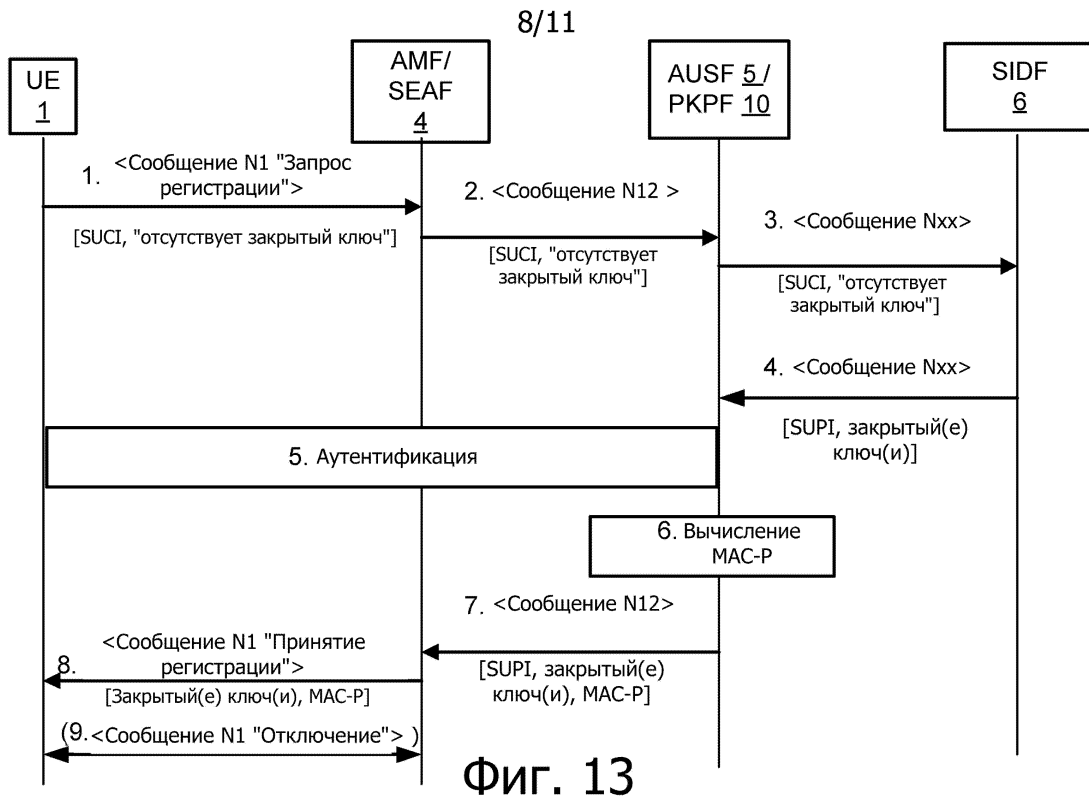 8/11
UE
1
AMF/
SEAF
4
AUSF 5 /
PKPF 10
SIDF
6
1. <Сообщение N1 "Запрос
регистрации">
[SUCI, "отсутствует закрытый ключ"]
2. <Сообщение N12 >
[SUCI, "отсутствует
закрытый ключ"]
3. <Сообщение Nxx>
[SUCI, "отсутствует
закрытый ключ"]
4. <Сообщение Nxx>
[SUPI, закрытый(е)
ключ(и)]
5. Аутентификация
6. Вычисление
MAC-P
7. <Сообщение N12>
[SUPI, закрытый(е)
ключ(и), MAC-P]
<Сообщение N1 "Принятие
8. регистрации">
[Закрытый(е) ключ(и), MAC-P]
(9. <Сообщение N1 "Отключение"> )
Фиг. 13